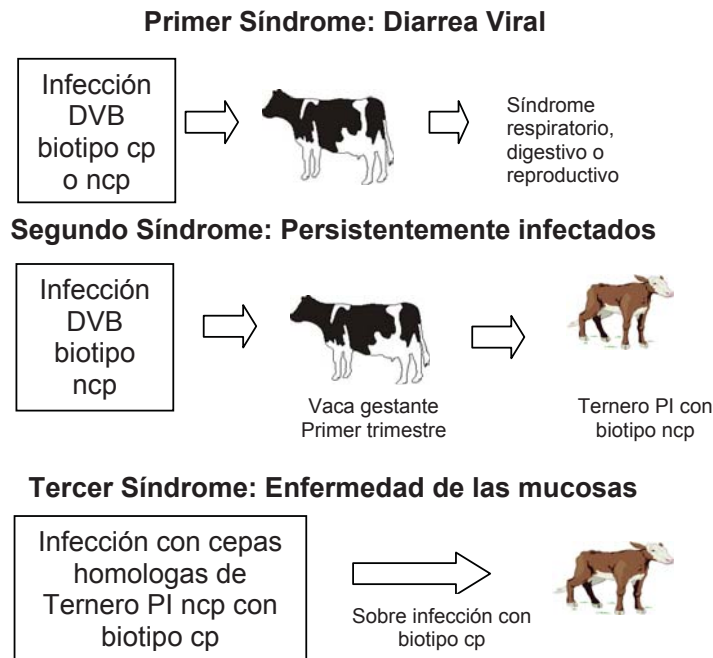 Primer Síndrome: Diarrea Viral
Infección
DVB
biotipo cp
o ncp
Síndrome
respiratorio,
digestivo o
reproductivo
Segundo Síndrome: Persistentemente infectados
Infección
DVB
biotipo
ncp
Vaca gestante
Primer trimestre
Ternero PI con
biotipo ncp
Tercer Síndrome: Enfermedad de las mucosas
Infección con cepas
homologas de
Ternero PI ncp con
biotipo cp
Sobre infección con
biotipo cp